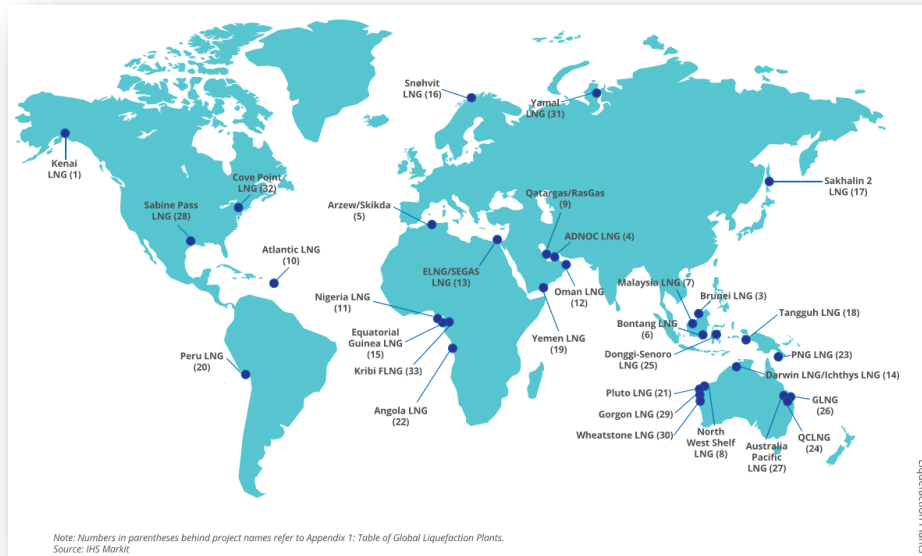 Snøhvit
LNG (16)
Yamal
LNG (31)
Kenai
LNG (1)
Cove Point
LNG (32)
Sakhalin 2
LNG (17)
Sabine Pass
LNG (28)
Arzew/Skikda
(5)
Qatargas/RasGas
(9)
ADNOC LNG (4)
Atlantic LNG
(10)
ELNG/SEGAS
LNG (13)
Oman LNG
(12)
Malaysia LNG (7)
Brunei LNG (3)
Nigeria LNG
(11)
Tangguh LNG (18)
Bontang LNG
(6)
Equatorial
Guinea LNG
(15)
Yemen LNG
(19)
Peru LNG
(20)
Donggi-Senoro
LNG (25)
PNG LNG (23)
Kribi FLNG (33)
Darwin LNG/Ichthys LNG (14)
Pluto LNG (21)
GLNG
(26)
Angola LNG
(22)
Gorgon LNG (29)
Wheatstone LNG (30)
North
West Shelf
LNG (8)
QCLNG
(24)
Australia
Pacific
LNG (27)
Note: Numbers in parentheses behind project names refer to Appendix 1: Table of Global Liquefaction Plants.
Source: IHS Markit